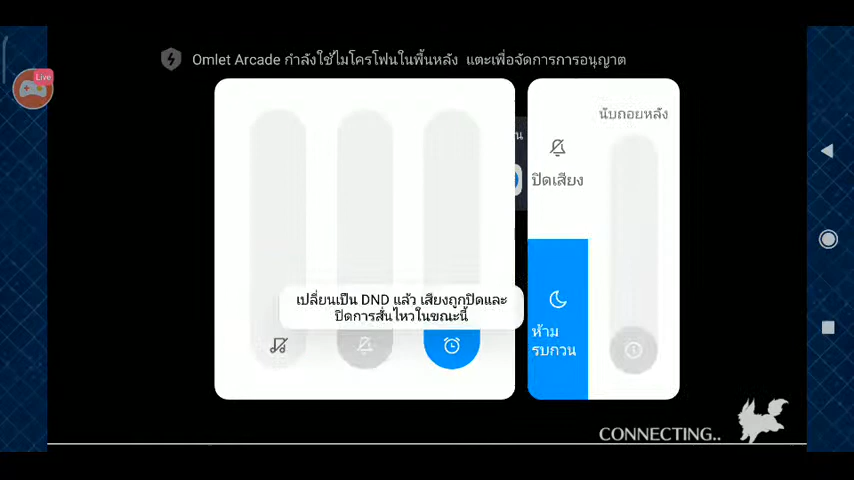 Omlet Arcade กำลังใช้ไมโครโฟนในพื้นหลัง แตะเพื่อจัดการการอนุญาต
Live
นับถอยหลัง
น
ปิดเสียง
เปลี่ยนเป็น DND แล้ว เสียงถูกปิดและ
ปิดการสั่นไหวในขณะนี้
ห้าม
รบกวน
CONNECTING..